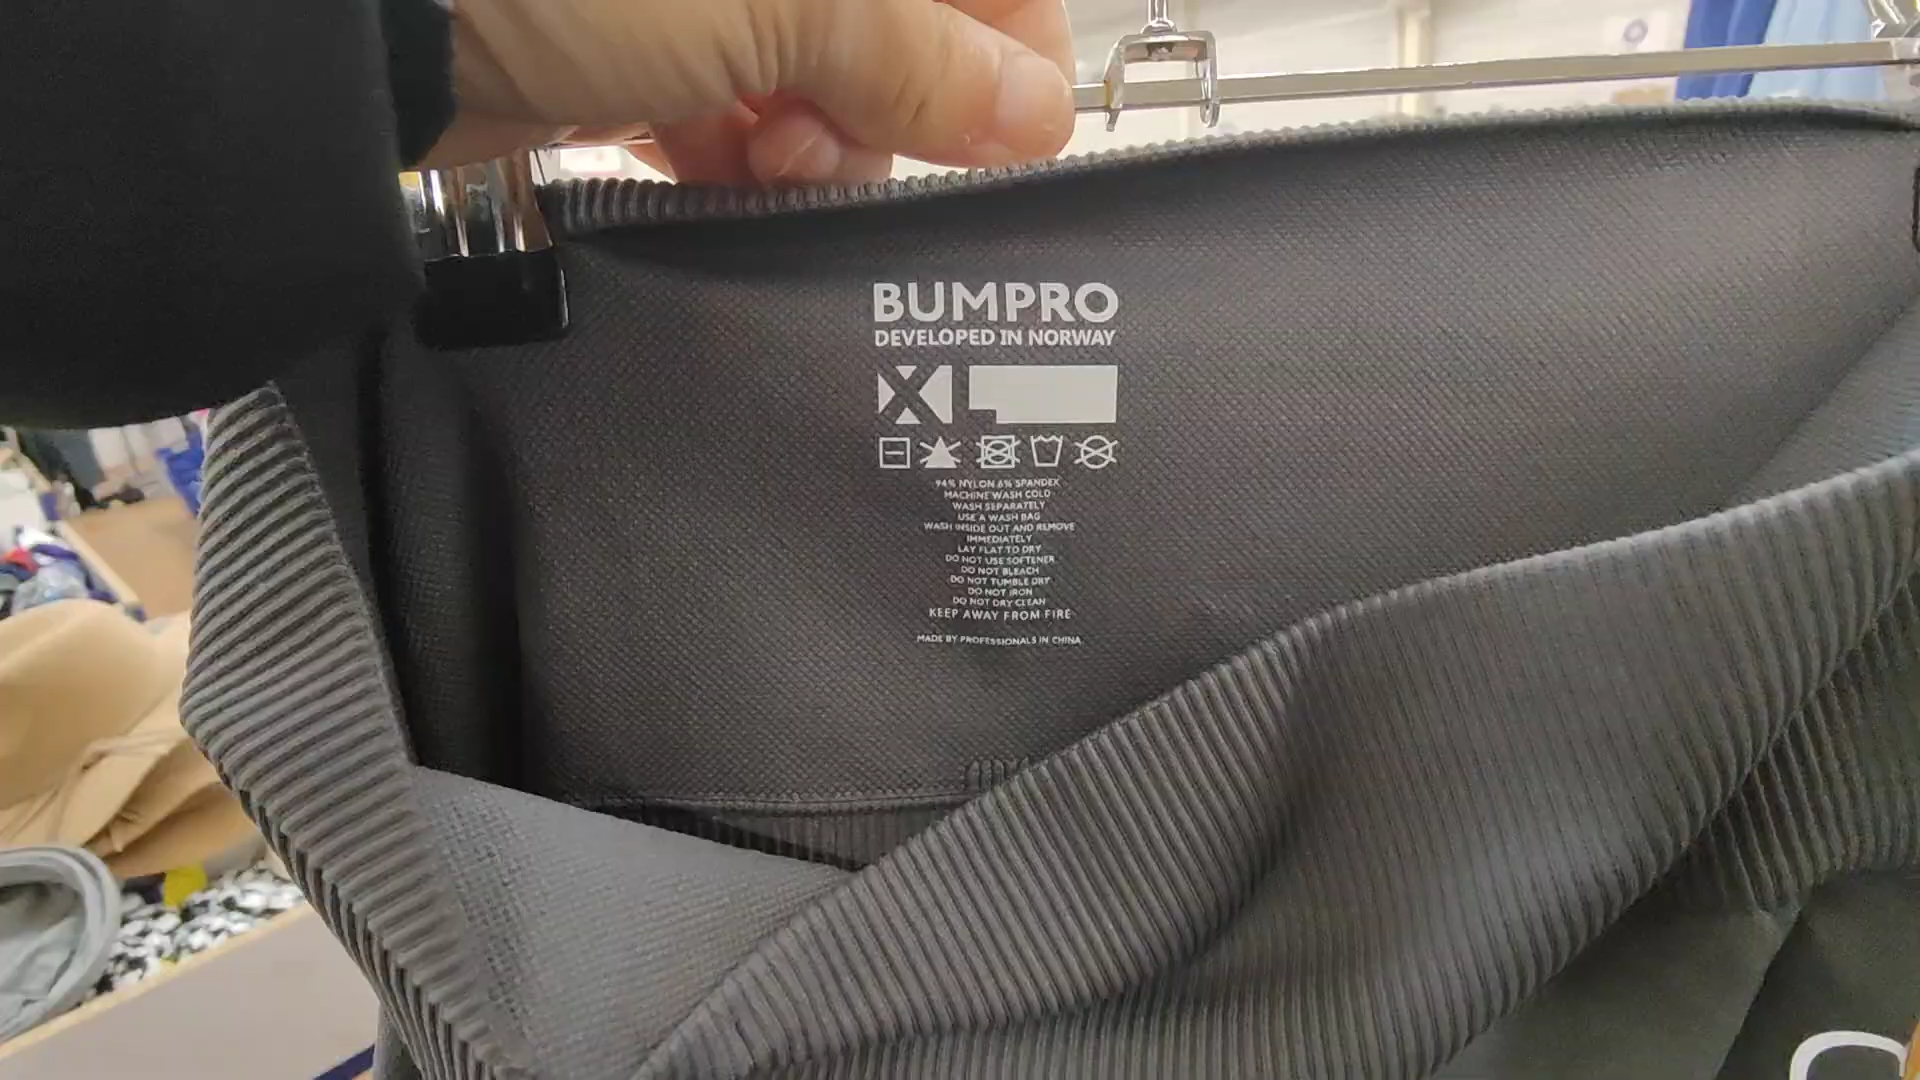 BUMPRO
DEVELOPED IN NORWAY
94% NYLON 6% SPANDEX
MACHINE WASH COLD
WASH SEPARATELY
USE A WASH BAG
WASH INSIDE OUT AND REMOVE
IMMEDIATELY
LAY FLAT TO DRY
DO NOT USE SOFTENER
DO NOT BLEACH
DO NOT TUMBLE DRY
DO NOT IRON
DO NOT DRY CLEAN
KEEP AWAY FROM FIRE
MADE BY PROFESSIONALS IN CHINA